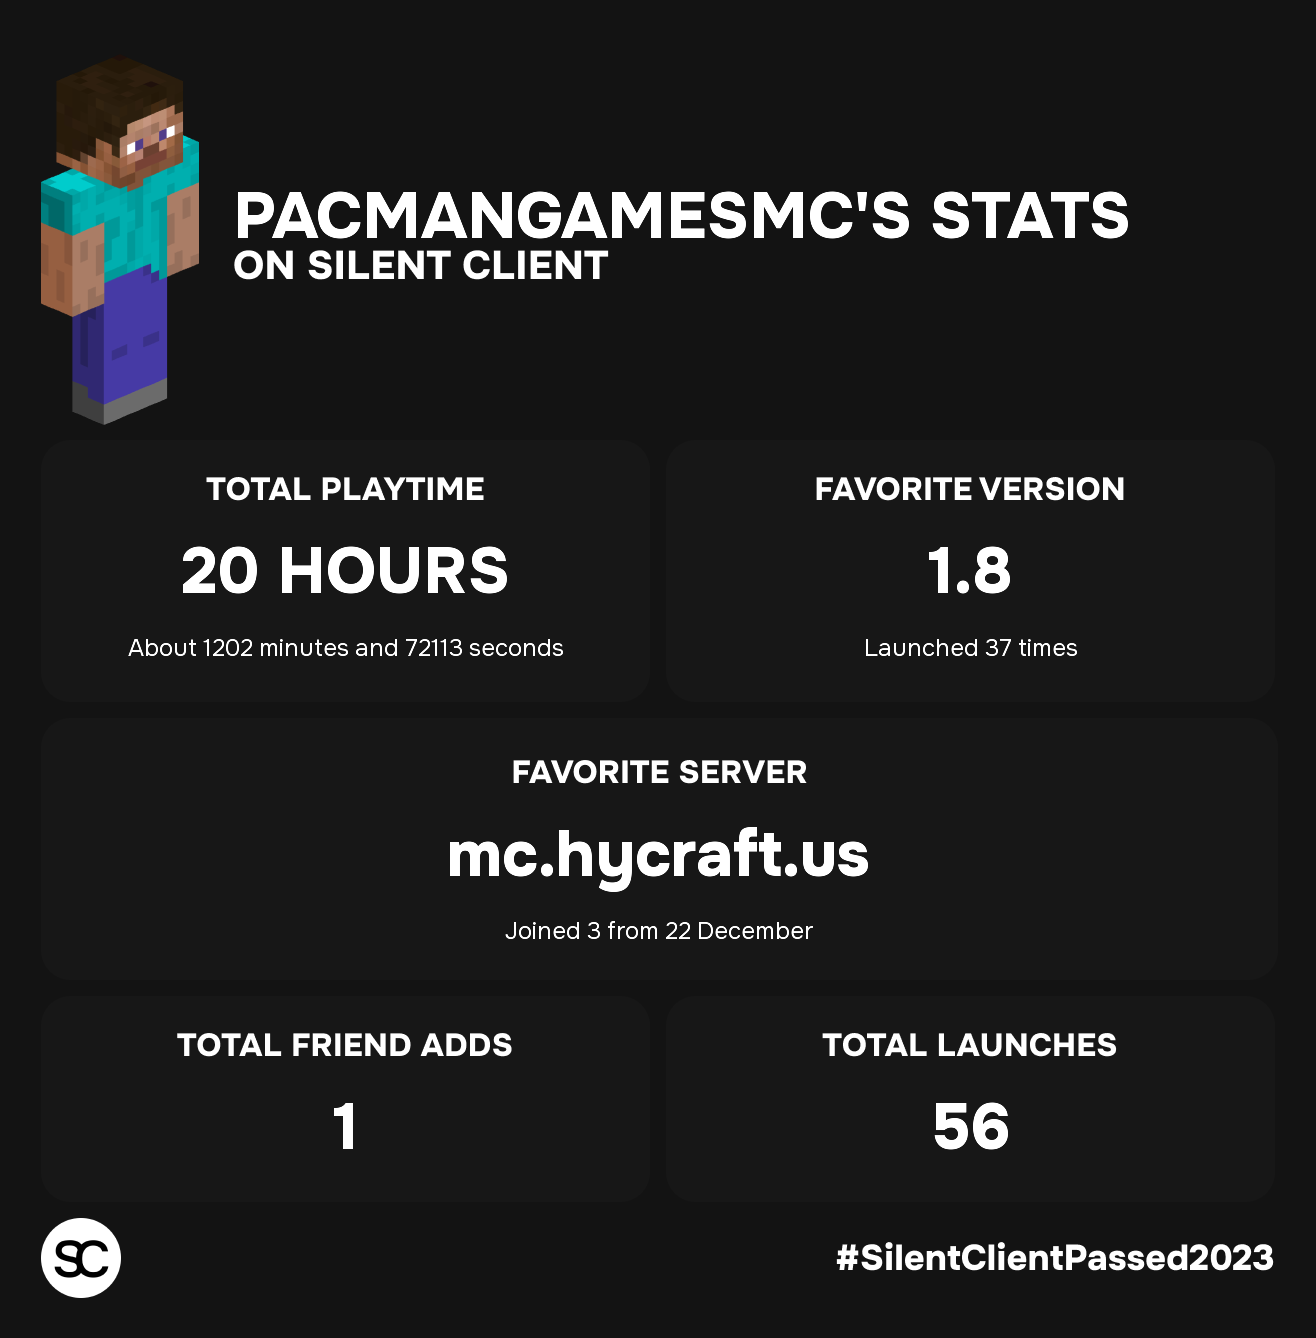 PACMANGAMESMC'S STATS
ON SILENT CLIENT
TOTAL PLAYTIME
20 HOURS
About 1202 minutes and 72113 seconds
FAVORITE VERSION
1.8
Launched 37 times
FAVORITE SERVER
mc.hycraft.us
Joined 3 from 22 December
TOTAL FRIEND ADDS
1
TOTAL LAUNCHES
56
SC
#SilentClientPassed2023